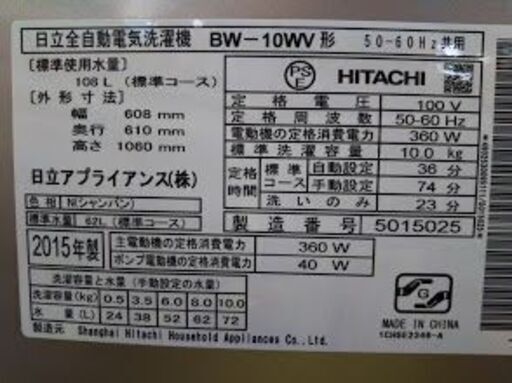 日立全自動電気洗濯機 BW-10WV形 50-60Hz共用
[標準使用水量]
108L (標準コース)
[外形寸法]
幅 608 mm
奥行 610 mm
高さ 1060 mm
日立アプライアンス(株)
色相 N(シャンパン)
標準水量 62L (標準コース)
PSE HITACHI
定格電圧 100 V
定格周波数 50-60 Hz
電動機の定格消費電力 360 W
標準洗濯容量 10.0 kg
定格時間 標準コース 自動設定 36 分
手動設定 74 分
洗いのみ 23 分
製造番号 5015025
2015年製
主電動機の定格消費電力 360 W
ポンプ電動機の定格消費電力 40 W
洗濯容量と水量 (手動設定の水量)
洗濯容量(kg) 0.5 3.5 6.0 8.0 10.0
水量(L) 24 38 52 62 72
製造元 Shanghai Hitachi Household Appliances Co., Ltd.
G
MADE IN CHINA